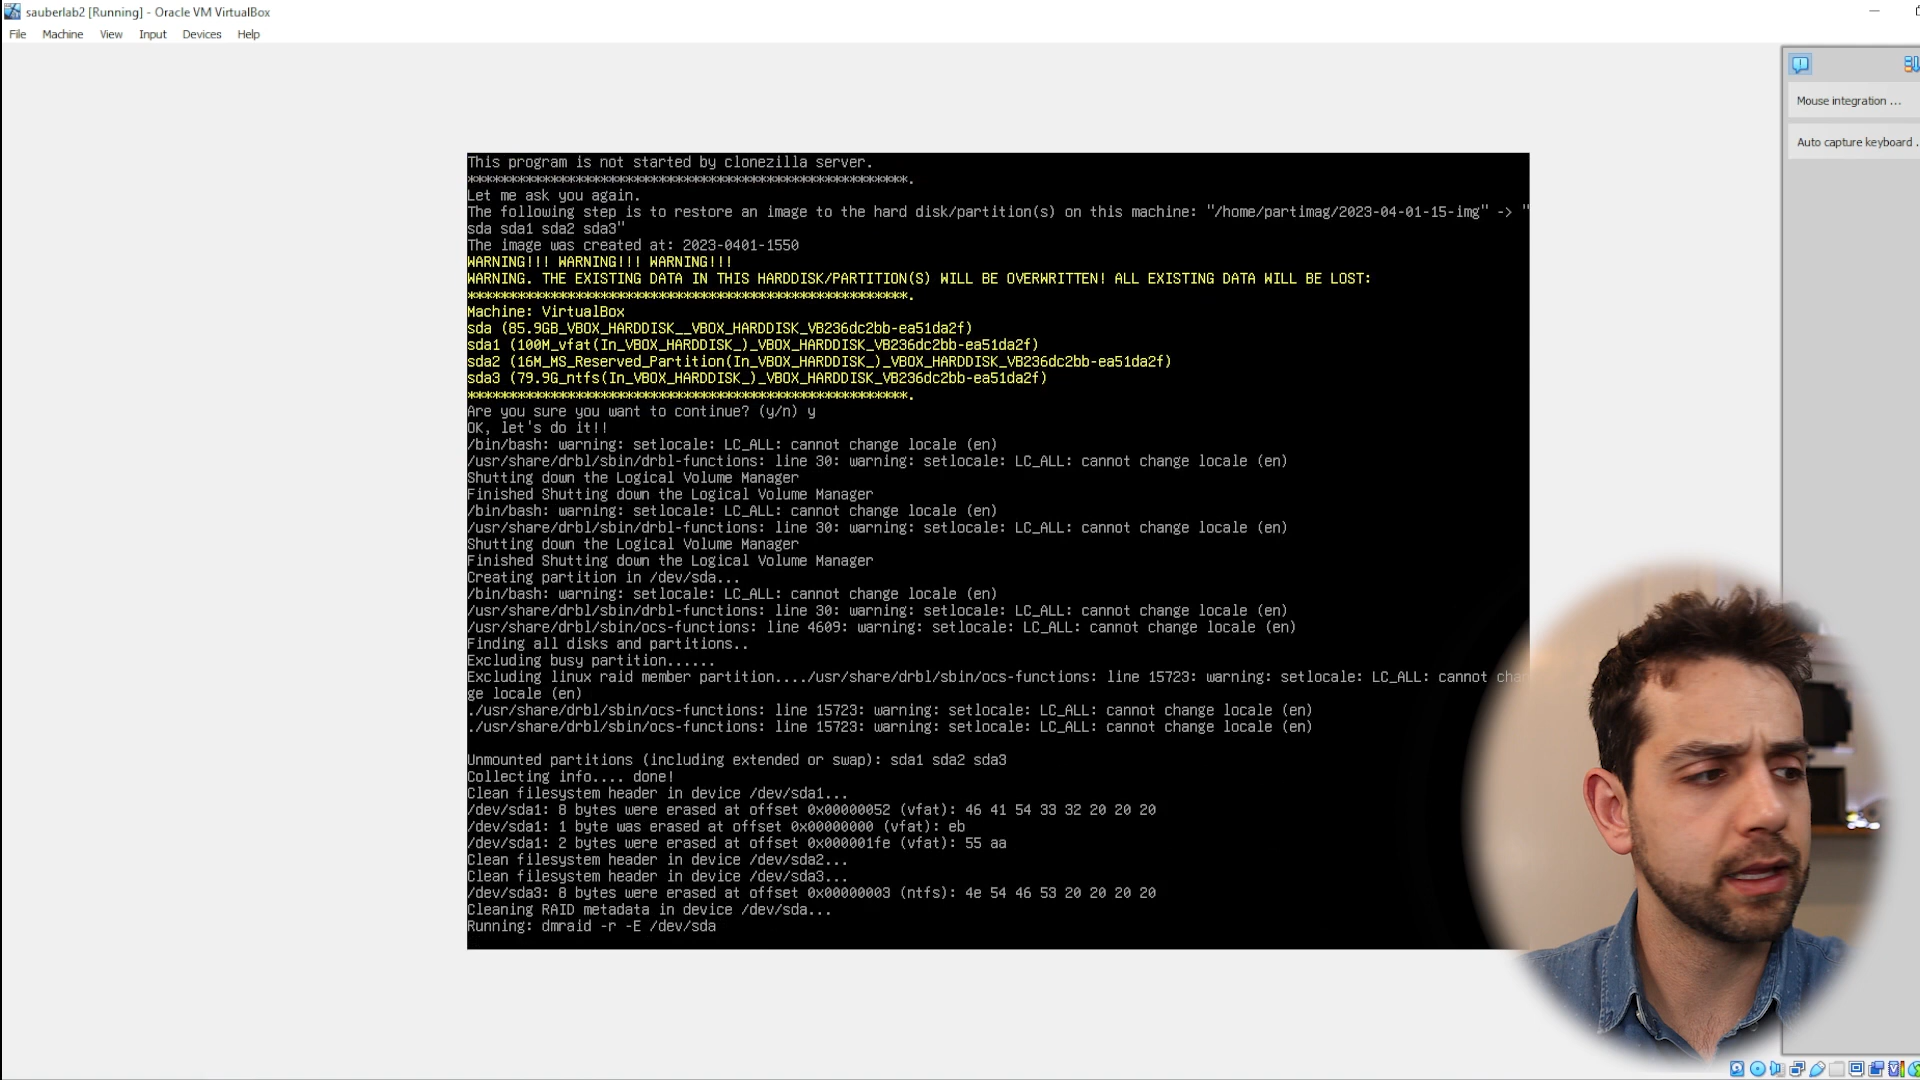 sauberlab2 [Running] - Oracle VM VirtualBox
File Machine View Input Devices Help
Mouse integration ...
Auto capture keyboard .
This program is not started by clonezilla server.
*****************************************************.
Let me ask you again.
The following step is to restore an image to the hard disk/partition(s) on this machine: "/home/partimag/2023-04-01-15-img" -> "
sda sda1 sda2 sda3"
The image was created at: 2023-0401-1550
WARNING!!! WARNING!!! WARNING!!!
WARNING. THE EXISTING DATA IN THIS HARDDISK/PARTITION(S) WILL BE OVERWRITTEN! ALL EXISTING DATA WILL BE LOST:
*****************************************************.
Machine: VirtualBox
sda (85.9GB_VBOX_HARDDISK__VBOX_HARDDISK_VB236dc2bb-ea51da2f)
sda1 (100M_vfat(In_VBOX_HARDDISK_)_VBOX_HARDDISK_VB236dc2bb-ea51da2f)
sda2 (16M_MS_Reserved_Partition(In_VBOX_HARDDISK_)_VBOX_HARDDISK_VB236dc2bb-ea51da2f)
sda3 (79.9G_ntfs(In_VBOX_HARDDISK_)_VBOX_HARDDISK_VB236dc2bb-ea51da2f)
*****************************************************.
Are you sure you want to continue? (y/n) y
OK, let's do it!!
/bin/bash: warning: setlocale: LC_ALL: cannot change locale (en)
/usr/share/drbl/sbin/drbl-functions: line 30: warning: setlocale: LC_ALL: cannot change locale (en)
Shutting down the Logical Volume Manager
Finished Shutting down the Logical Volume Manager
/bin/bash: warning: setlocale: LC_ALL: cannot change locale (en)
/usr/share/drbl/sbin/drbl-functions: line 30: warning: setlocale: LC_ALL: cannot change locale (en)
Shutting down the Logical Volume Manager
Finished Shutting down the Logical Volume Manager
Creating partition in /dev/sda...
/bin/bash: warning: setlocale: LC_ALL: cannot change locale (en)
/usr/share/drbl/sbin/drbl-functions: line 30: warning: setlocale: LC_ALL: cannot change locale (en)
/usr/share/drbl/sbin/ocs-functions: line 4609: warning: setlocale: LC_ALL: cannot change locale (en)
Finding all disks and partitions..
Excluding busy partition......
Excluding linux raid member partition..../usr/share/drbl/sbin/ocs-functions: line 15723: warning: setlocale: LC_ALL: cannot chan
ge locale (en)
./usr/share/drbl/sbin/ocs-functions: line 15723: warning: setlocale: LC_ALL: cannot change locale (en)
./usr/share/drbl/sbin/ocs-functions: line 15723: warning: setlocale: LC_ALL: cannot change locale (en)
Unmounted partitions (including extended or swap): sda1 sda2 sda3
Collecting info.... done!
Clean filesystem header in device /dev/sda1...
/dev/sda1: 8 bytes were erased at offset 0x00000052 (vfat): 46 41 54 33 32 20 20 20
/dev/sda1: 1 byte was erased at offset 0x00000000 (vfat): eb
/dev/sda1: 2 bytes were erased at offset 0x000001fe (vfat): 55 aa
Clean filesystem header in device /dev/sda2...
Clean filesystem header in device /dev/sda3...
/dev/sda3: 8 bytes were erased at offset 0x00000003 (ntfs): 4e 54 46 53 20 20 20 20
Cleaning RAID metadata in device /dev/sda...
Running: dmraid -r -E /dev/sda